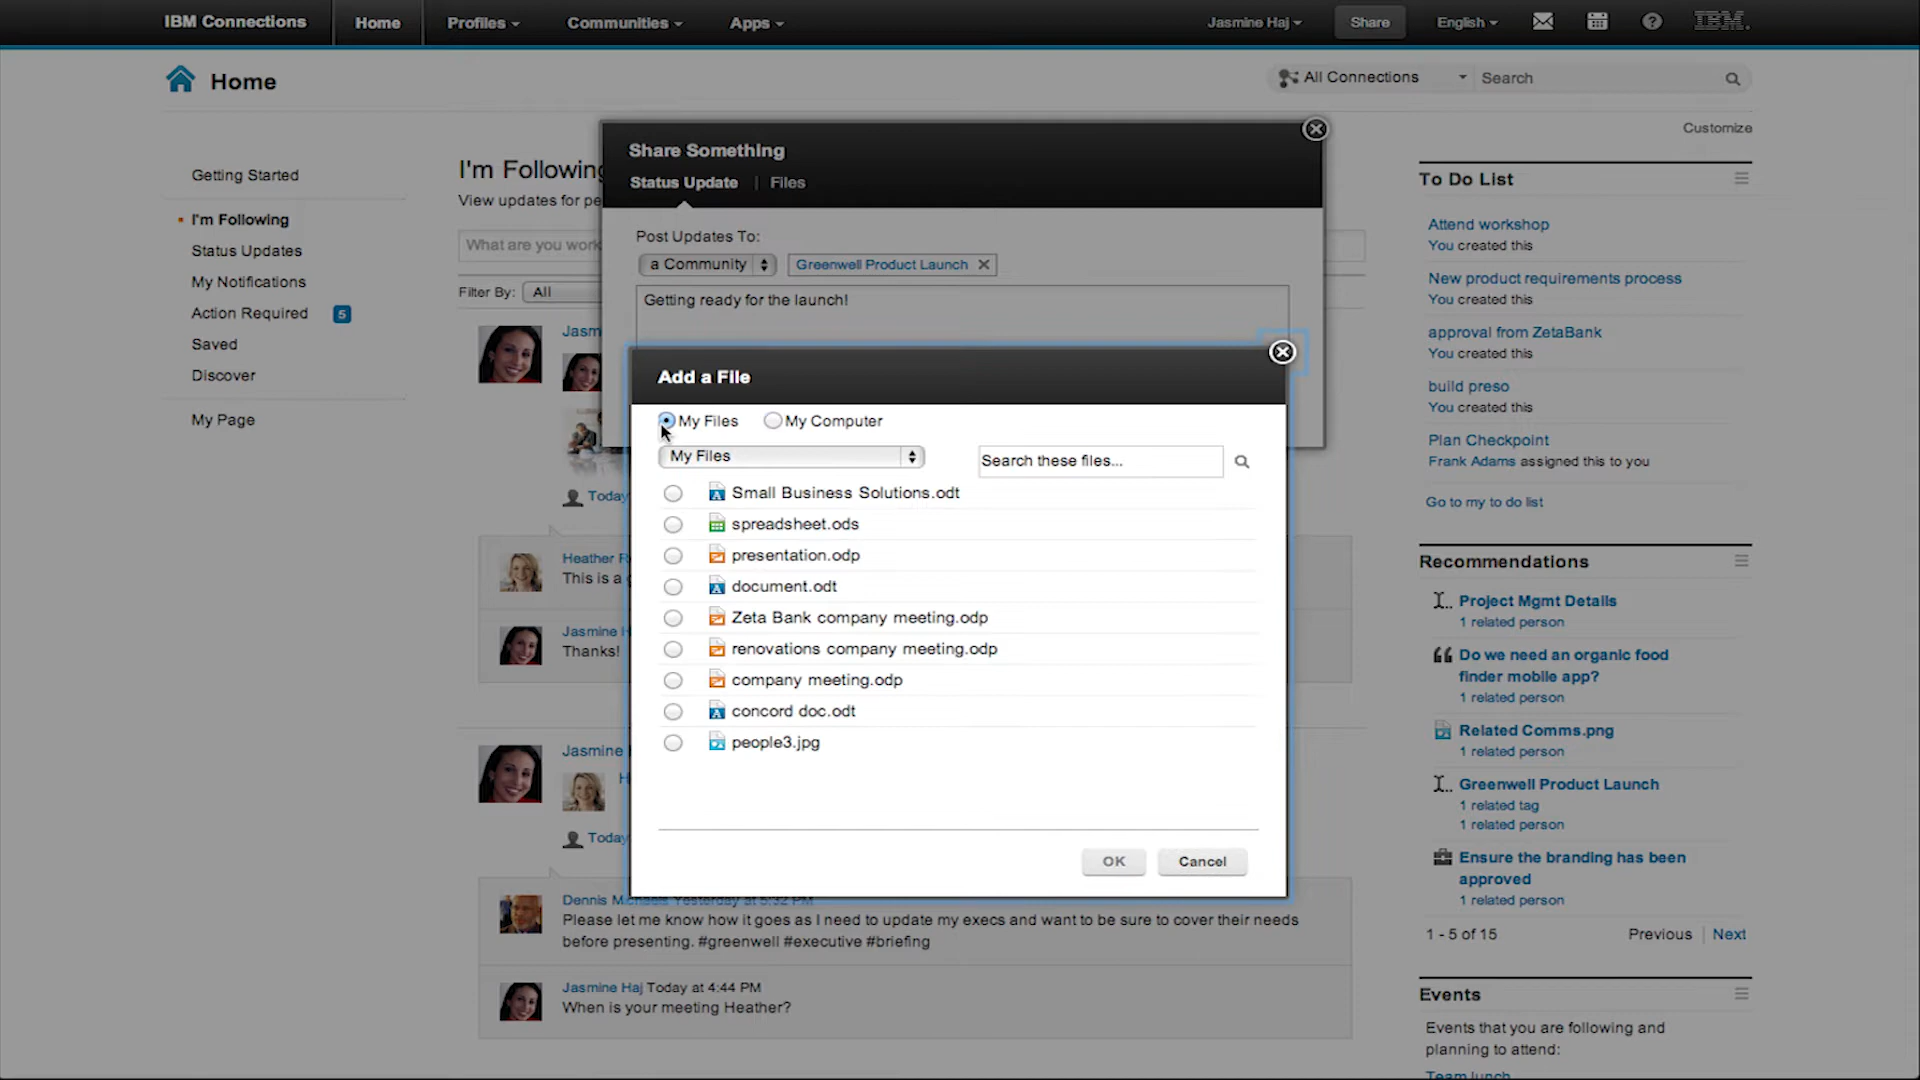 IBM Connections
Home
Profiles
Communities
Apps
Jasmine Haj
Share
English
IBM.
Home
All Connections
Search
Customize
Getting Started
I'm Following
Status Updates
My Notifications
Action Required 5
Saved
Discover
My Page
I'm Following
View updates for pe
What are you work
Filter By: All
Jasm
Today
Heather R
This is a g
Jasmine H
Thanks!
Jasmine
H
Today
Dennis Michaels Yesterday at 5:32 PM
Please let me know how it goes as I need to update my execs and want to be sure to cover their needs
before presenting. #greenwell #executive #briefing
Jasmine Haj Today at 4:44 PM
When is your meeting Heather?
Share Something
Status Update | Files
Post Updates To:
a Community
Greenwell Product Launch
Getting ready for the launch!
Add a File
My Files
My Computer
My Files
Search these files...
Small Business Solutions.odt
spreadsheet.ods
presentation.odp
document.odt
Zeta Bank company meeting.odp
renovations company meeting.odp
company meeting.odp
concord doc.odt
people3.jpg
OK
Cancel
To Do List
Attend workshop
You created this
New product requirements process
You created this
approval from ZetaBank
You created this
build preso
You created this
Plan Checkpoint
Frank Adams assigned this to you
Go to my to do list
Recommendations
Project Mgmt Details
1 related person
Do we need an organic food
finder mobile app?
1 related person
Related Comms.png
1 related person
Greenwell Product Launch
1 related tag
1 related person
Ensure the branding has been
approved
1 related person
1 - 5 of 15
Previous | Next
Events
Events that you are following and
planning to attend:
Team lunch